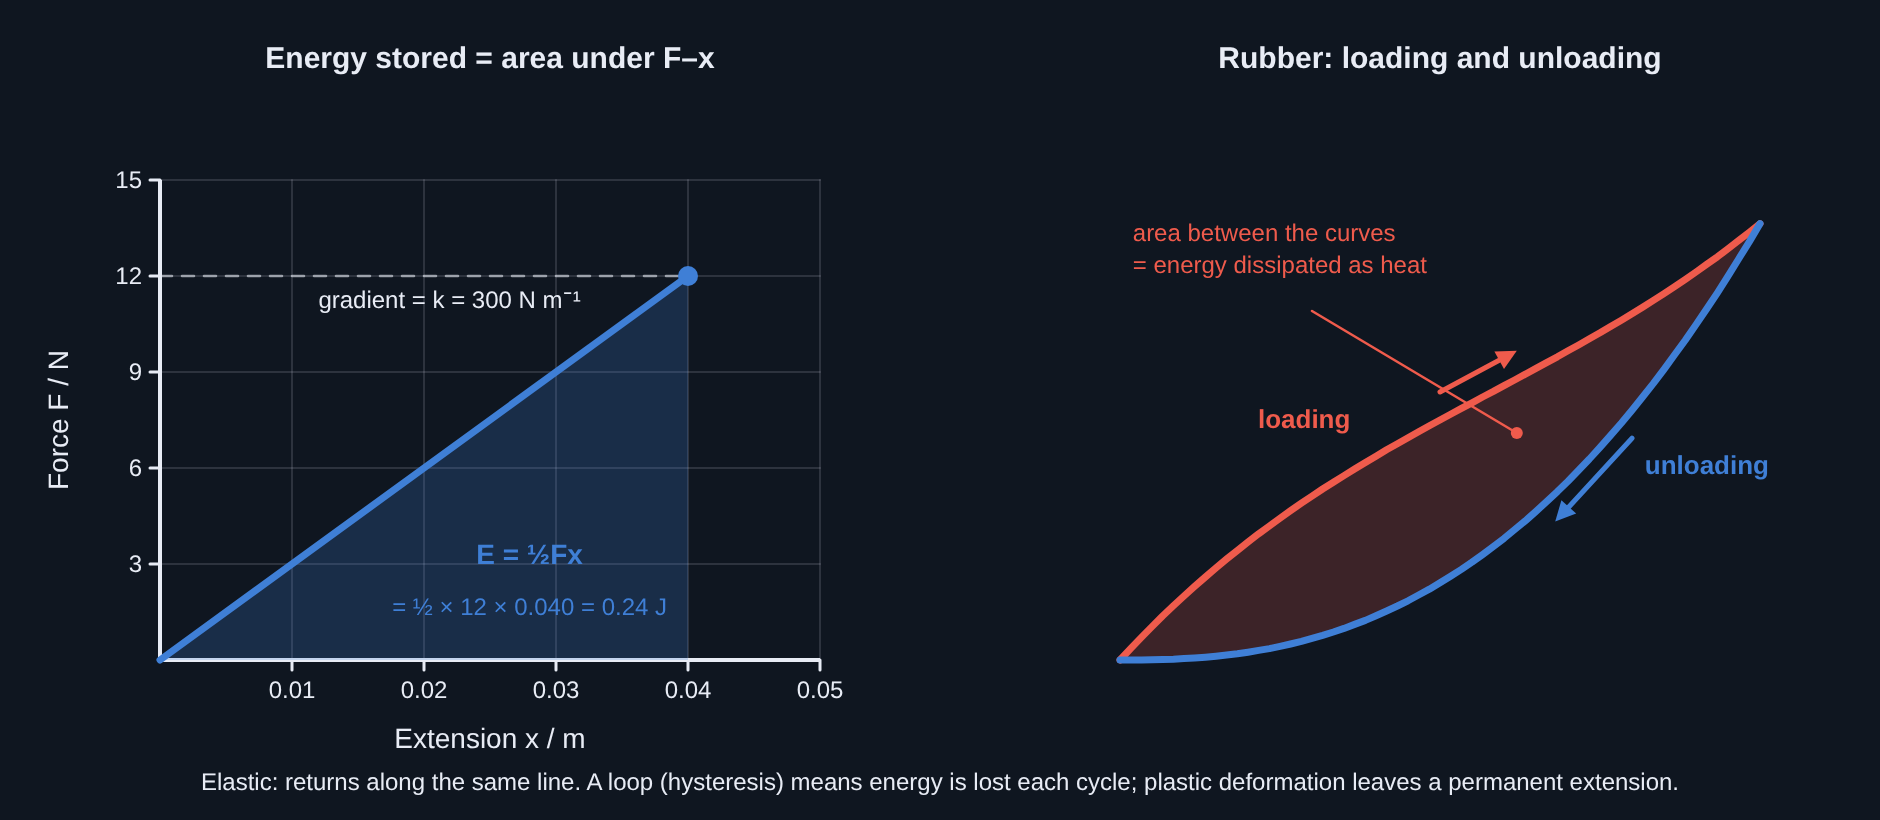 Energy stored = area under F–x
15
12
9
6
3
gradient = k = 300 N m⁻¹
E = ½Fx
= ½ × 12 × 0.040 = 0.24 J
0.01 0.02 0.03 0.04 0.05
Force F / N
Extension x / m
Rubber: loading and unloading
area between the curves
= energy dissipated as heat
loading
unloading
Elastic: returns along the same line. A loop (hysteresis) means energy is lost each cycle; plastic deformation leaves a permanent extension.